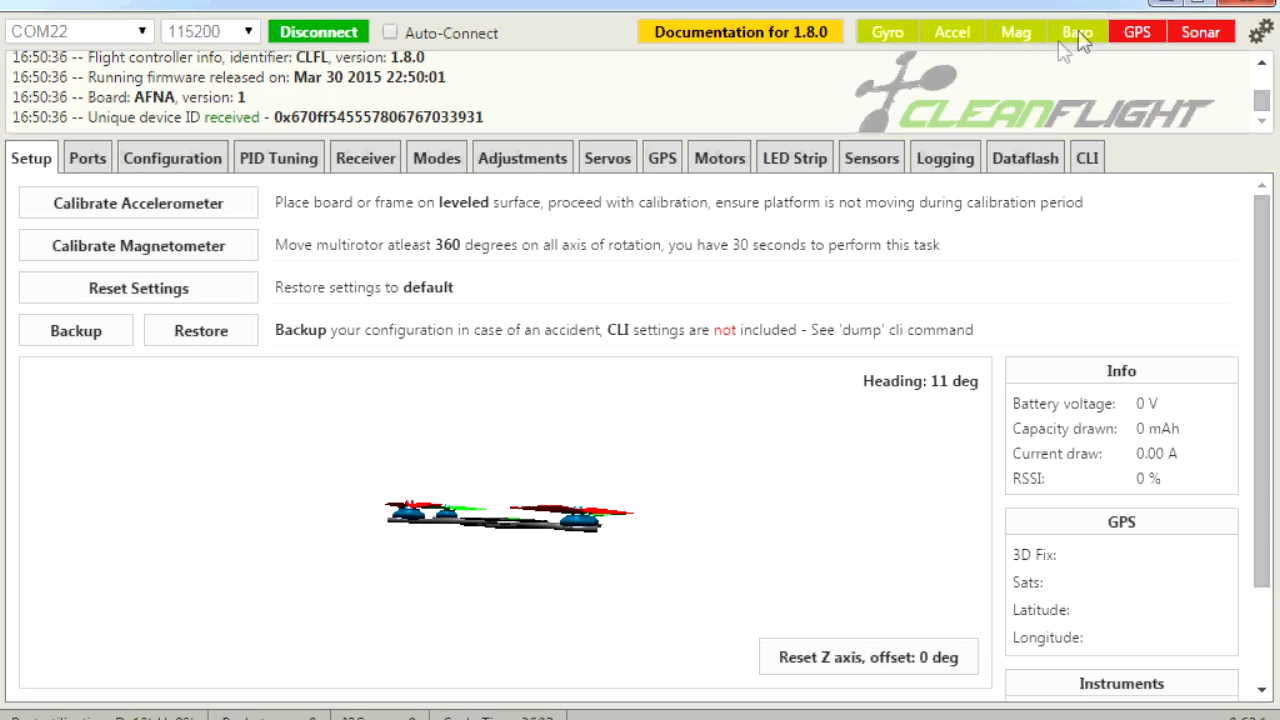 COM22 115200 Disconnect Auto-Connect Documentation for 1.8.0 Gyro Accel Mag Baro GPS Sonar
16:50:36 -- Flight controller info, identifier: CLFL, version: 1.8.0
16:50:36 -- Running firmware released on: Mar 30 2015 22:50:01
16:50:36 -- Board: AFNA, version: 1
16:50:36 -- Unique device ID received - 0x670ff545557806767033931
CLEANFLIGHT
Setup Ports Configuration PID Tuning Receiver Modes Adjustments Servos GPS Motors LED Strip Sensors Logging Dataflash CLI
Calibrate Accelerometer Place board or frame on leveled surface, proceed with calibration, ensure platform is not moving during calibration period
Calibrate Magnetometer Move multirotor atleast 360 degrees on all axis of rotation, you have 30 seconds to perform this task
Reset Settings Restore settings to default
Backup Restore Backup your configuration in case of an accident, CLI settings are not included - See 'dump' cli command
Heading: 11 deg
Reset Z axis, offset: 0 deg
Info
Battery voltage: 0 V
Capacity drawn: 0 mAh
Current draw: 0.00 A
RSSI: 0 %
GPS
3D Fix:
Sats:
Latitude:
Longitude:
Instruments